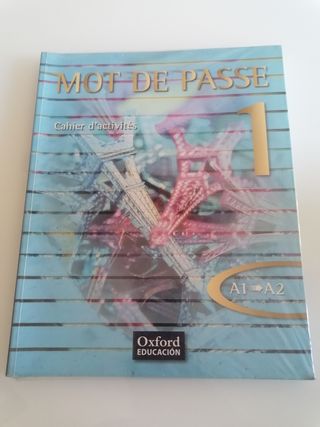 MOT DE PASSE
Cahier d'activités
1
A1 ➡ A2
Oxford
EDUCACIÓN